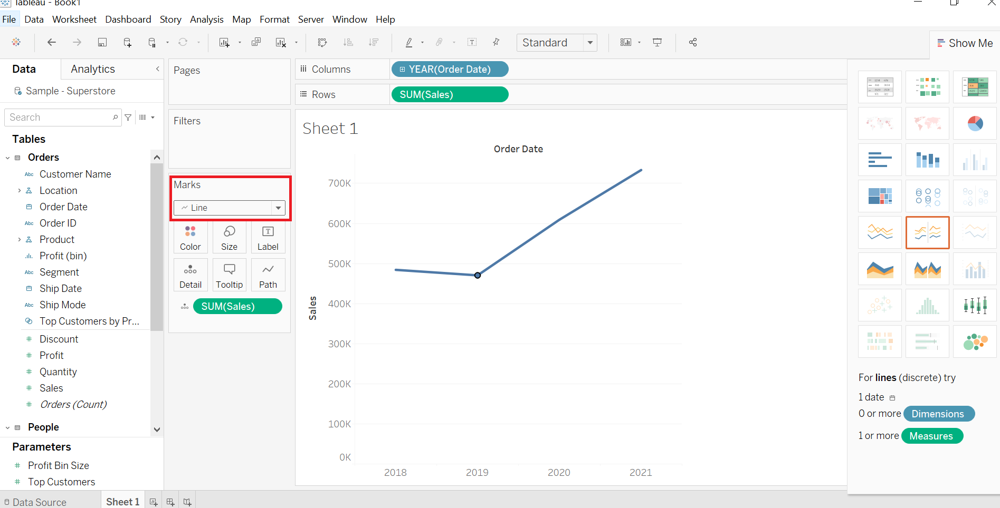 Tableau - Book1
File Data Worksheet Dashboard Story Analysis Map Format Server Window Help
Standard
Show Me
Data Analytics
Sample - Superstore
Search
Tables
Orders
Abc Customer Name
Location
Order Date
Abc Order ID
Product
Profit (bin)
Abc Segment
Ship Date
Abc Ship Mode
Top Customers by Pr...
# Discount
# Profit
# Quantity
# Sales
# Orders (Count)
People
Parameters
# Profit Bin Size
# Top Customers
Pages
Filters
Marks
Line
Color Size Label
Detail Tooltip Path
SUM(Sales)
Columns YEAR(Order Date)
Rows SUM(Sales)
Sheet 1
Order Date
Sales
700K
600K
500K
400K
300K
200K
100K
0K
2018 2019 2020 2021
For lines (discrete) try
1 date
0 or more Dimensions
1 or more Measures
Data Source Sheet 1